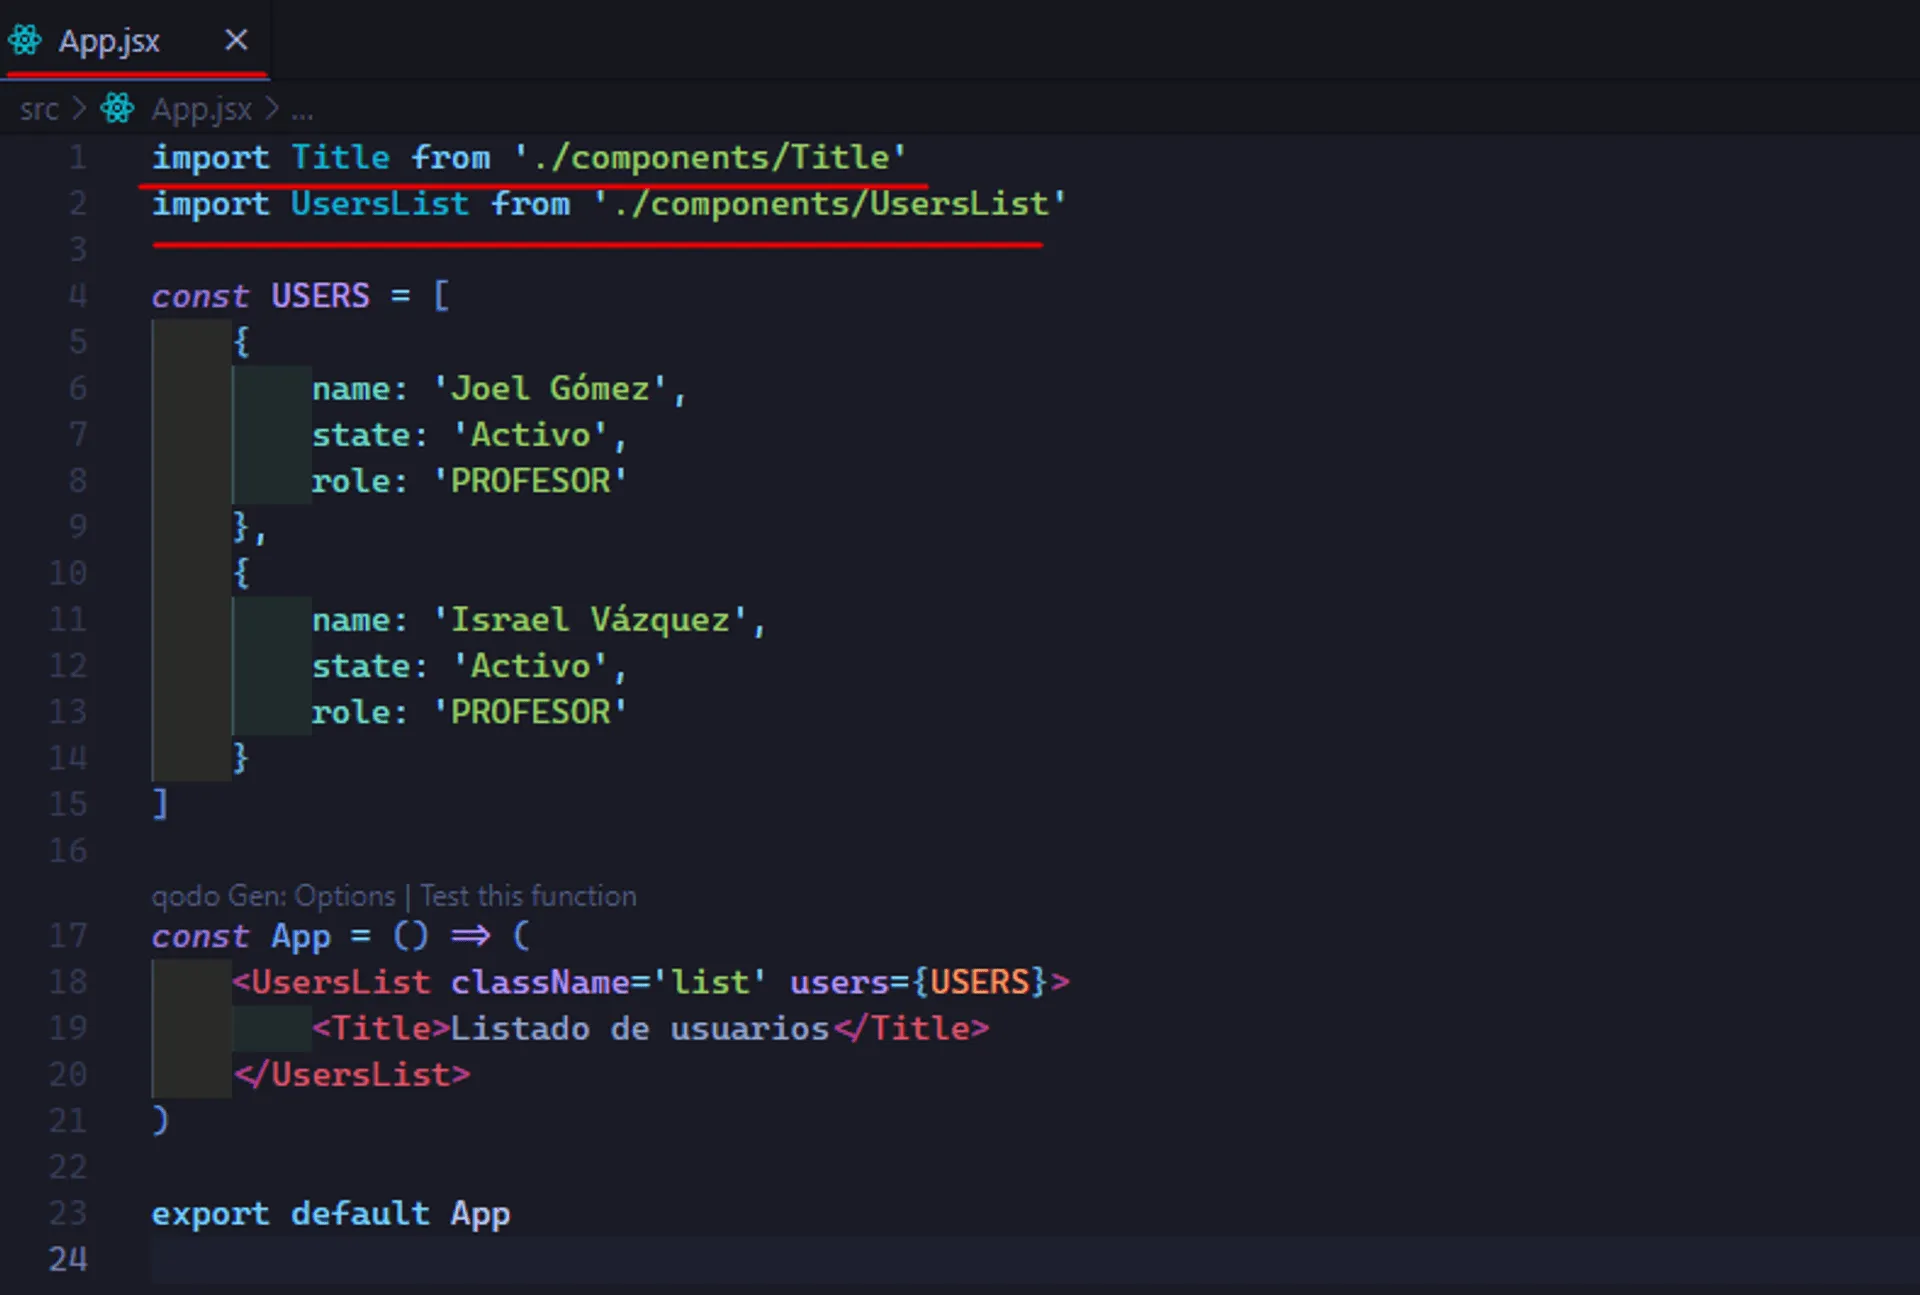 App.jsx ×
src > App.jsx > ...
1 import Title from './components/Title'
2 import UsersList from './components/UsersList'
3
4 const USERS = [
5 {
6 name: 'Joel Gómez',
7 state: 'Activo',
8 role: 'PROFESOR'
9 },
10 {
11 name: 'Israel Vázquez',
12 state: 'Activo',
13 role: 'PROFESOR'
14 }
15 ]
16
qodo Gen: Options | Test this function
17 const App = () => (
18 <UsersList className='list' users={USERS}>
19 <Title>Listado de usuarios</Title>
20 </UsersList>
21 )
22
23 export default App
24